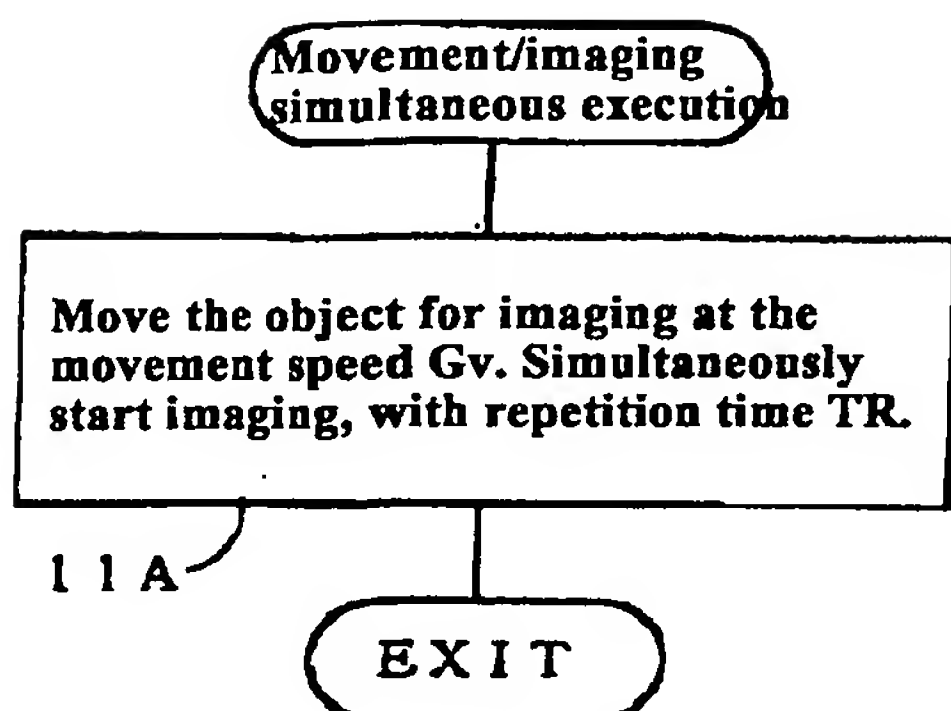 Movement/imaging
simultaneous execution
Move the object for imaging at the
movement speed Gv. Simultaneously
start imaging, with repetition time TR.
11A
EXIT